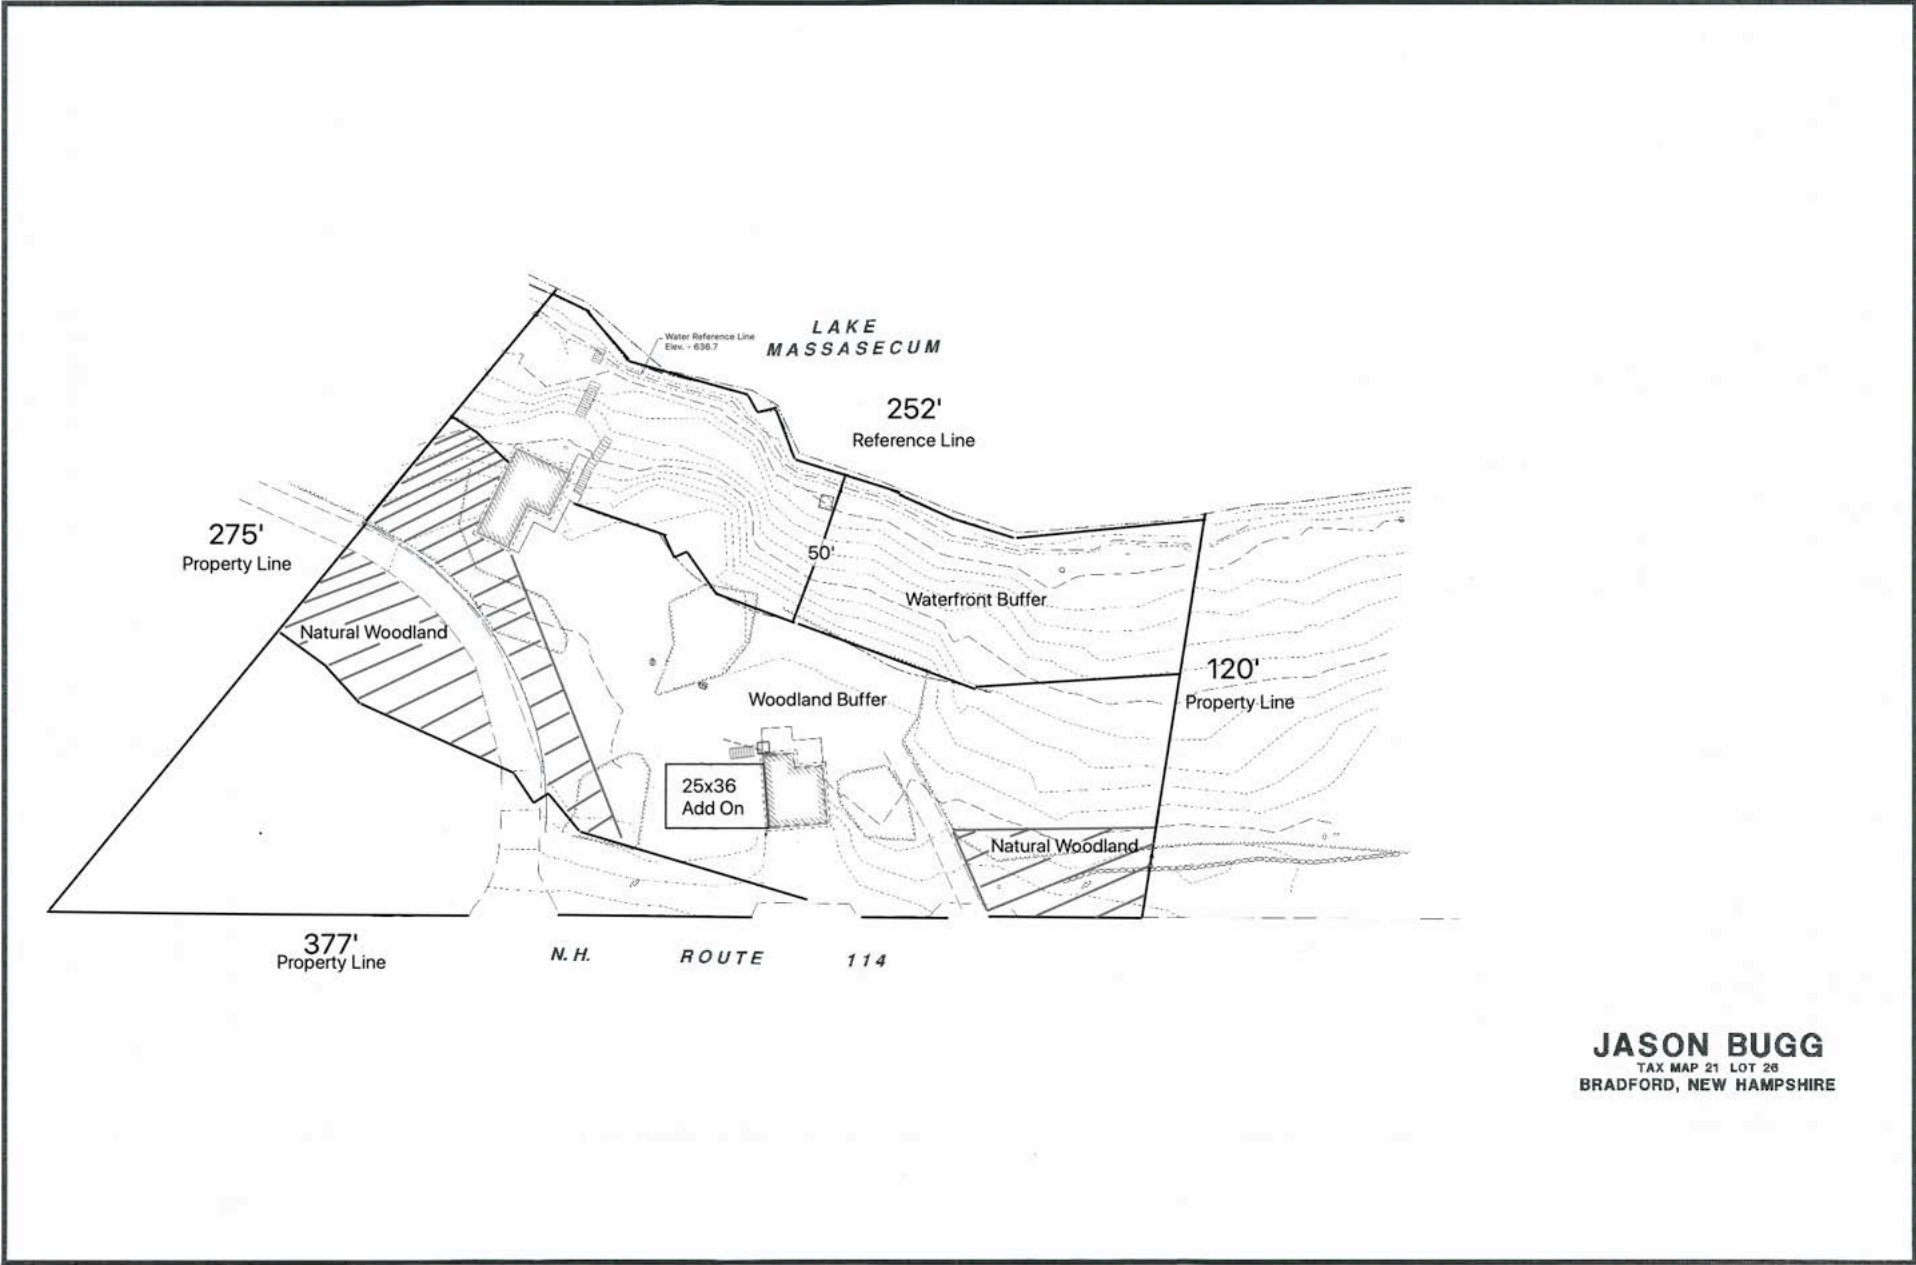 LAKE
MASSASECUM
Water Reference Line
Elev. - 636.7
252'
Reference Line
275'
Property Line
50'
Waterfront Buffer
Natural Woodland
120'
Property Line
Woodland Buffer
25x36
Add On
Natural Woodland
377'
Property Line
N.H. ROUTE 114
JASON BUGG
TAX MAP 21 LOT 26
BRADFORD, NEW HAMPSHIRE